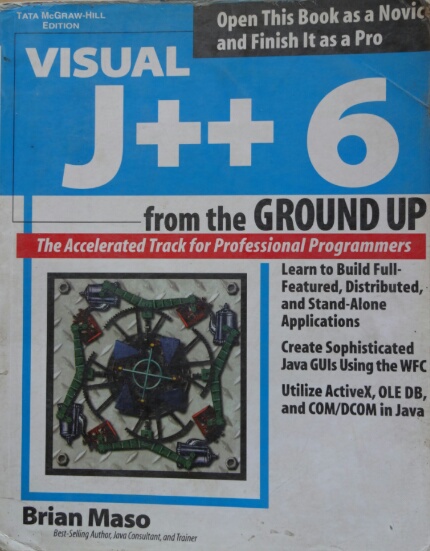 TATA MCGRAW-HILL
EDITION
Open This Book as a Novic
and Finish It as a Pro
VISUAL
J++ 6
from the GROUND UP
The Accelerated Track for Professional Programmers
Learn to Build Full-
Featured, Distributed,
and Stand-Alone
Applications
Create Sophisticated
Java GUIs Using the WFC
Utilize ActiveX, OLE DB,
and COM/DCOM in Java
Brian Maso
Best-Selling Author, Java Consultant, and Trainer